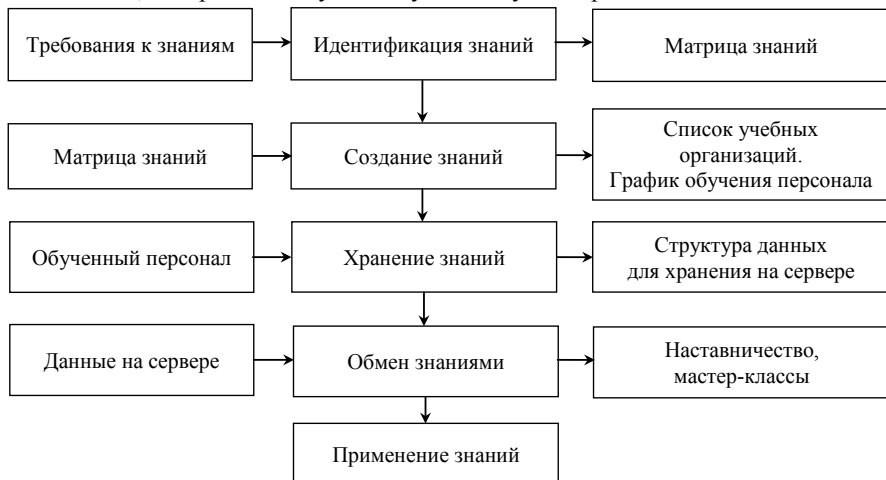 Требования к знаниям
Идентификация знаний
Матрица знаний
Матрица знаний
Создание знаний
Список учебных
организаций.
График обучения персонала
Обученный персонал
Хранение знаний
Структура данных
для хранения на сервере
Данные на сервере
Обмен знаниями
Наставничество,
мастер-классы
Применение знаний